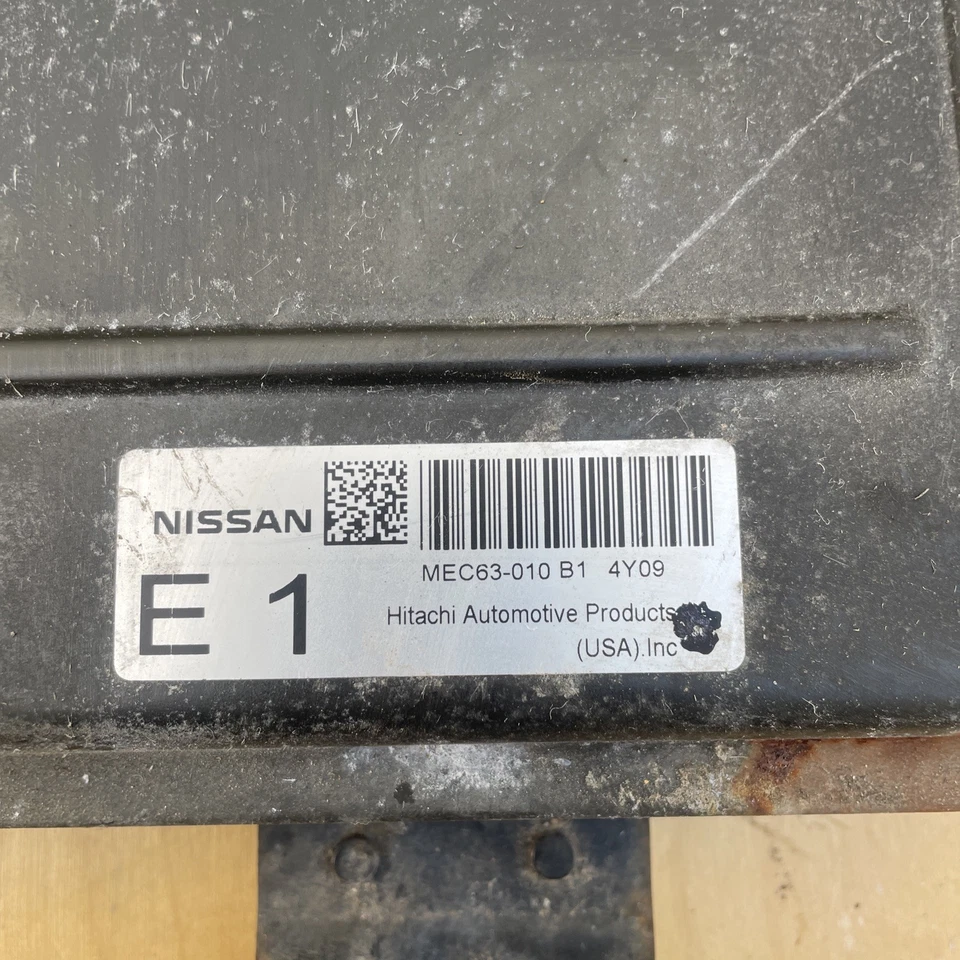 NISSAN
MEC63-010 B1 4Y09
E 1
Hitachi Automotive Products
(USA).Inc